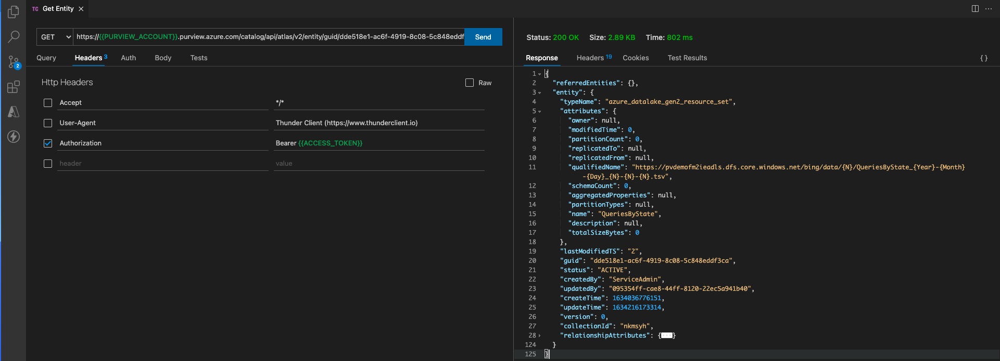 TC Get Entity
GET https://{{PURVIEW_ACCOUNT}}.purview.azure.com/catalog/api/atlas/v2/entity/guid/dde518e1-ac6f-4919-8c08-5c848eddf Send
Query Headers 3 Auth Body Tests
2
Http Headers Raw
Accept */*
User-Agent Thunder Client (https://www.thunderclient.io)
Authorization Bearer {{ACCESS_TOKEN}}
header value
Status: 200 OK Size: 2.89 KB Time: 802 ms
Response Headers 19 Cookies Test Results { }
1 {
2 "referredEntities": {},
3 "entity": {
4 "typeName": "azure_datalake_gen2_resource_set",
5 "attributes": {
6 "owner": null,
7 "modifiedTime": 0,
8 "partitionCount": 0,
9 "replicatedTo": null,
10 "replicatedFrom": null,
11 "qualifiedName": "https://pvdemofm2ieadls.dfs.core.windows.net/bing/data/{N}/QueriesByState_{Year}-{Month}
-{Day}_{N}-{N}-{N}.tsv",
12 "schemaCount": 0,
13 "aggregatedProperties": null,
14 "partitionTypes": null,
15 "name": "QueriesByState",
16 "description": null,
17 "totalSizeBytes": 0
18 },
19 "lastModifiedTS": "2",
20 "guid": "dde518e1-ac6f-4919-8c08-5c848eddf3ca",
21 "status": "ACTIVE",
22 "createdBy": "ServiceAdmin",
23 "updatedBy": "095354ff-cae8-44ff-8120-22ec5a941b40",
24 "createTime": 1634036776151,
25 "updateTime": 1634216173314,
26 "version": 0,
27 "collectionId": "nkmsyh",
28 "relationshipAttributes": {...}
124 }
125 }